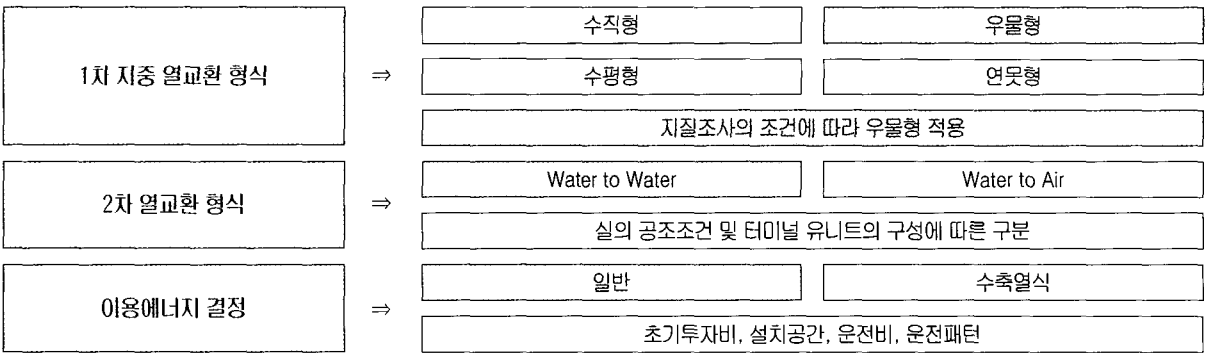 1차 지중 열교환 형식
⇒
수직형
우물형
수평형
연못형
지질조사의 조건에 따라 우물형 적용
2차 열교환 형식
⇒
Water to Water
Water to Air
실의 공조조건 및 터미널 유니트의 구성에 따른 구분
이용에너지 결정
⇒
일반
수축열식
초기투자비, 설치공간, 운전비, 운전패턴